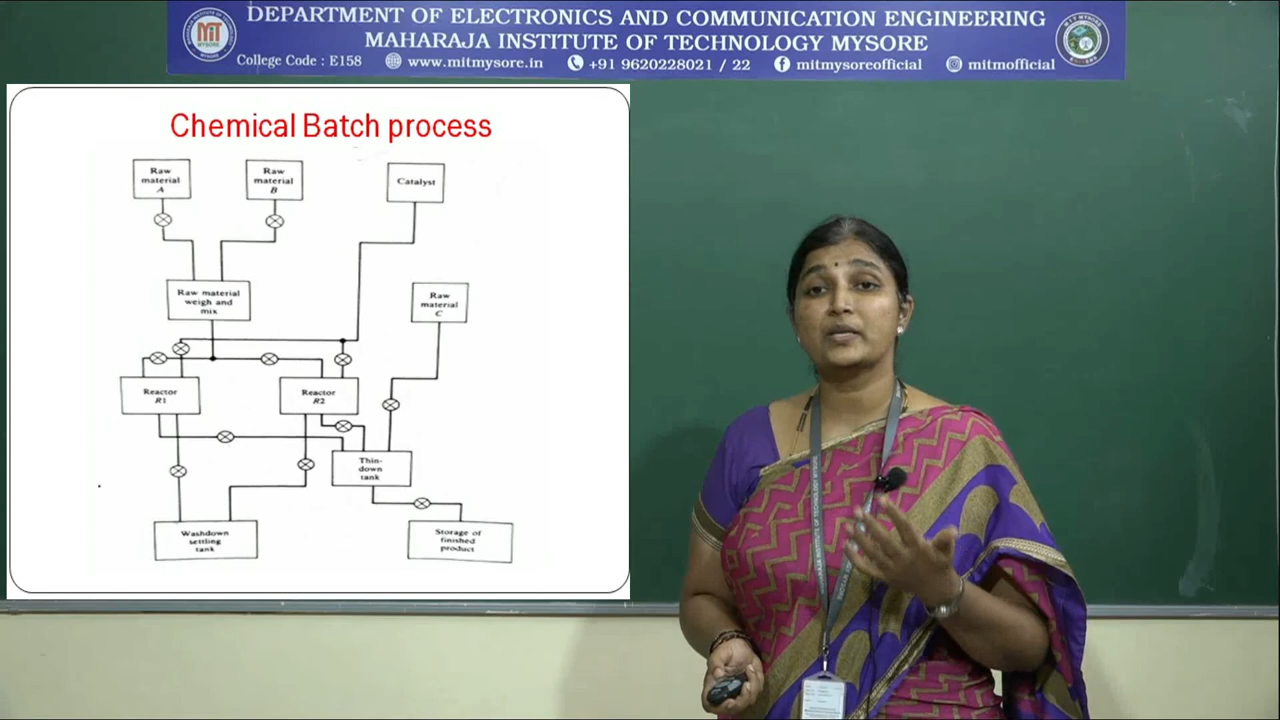 DEPARTMENT OF ELECTRONICS AND COMMUNICATION ENGINEERING
MAHARAJA INSTITUTE OF TECHNOLOGY MYSORE
College Code : E158 www.mitmysore.in +91 9620228021 / 22 mitmysoreofficial mitmofficial
MIT
MYSORE
Chemical Batch process
Raw
material
A
Raw
material
B
Catalyst
Raw material
weigh and
mix
Raw
material
C
Reactor
R1
Reactor
R2
Thin-
down
tank
Washdown
settling
tank
Storage of
finished
product